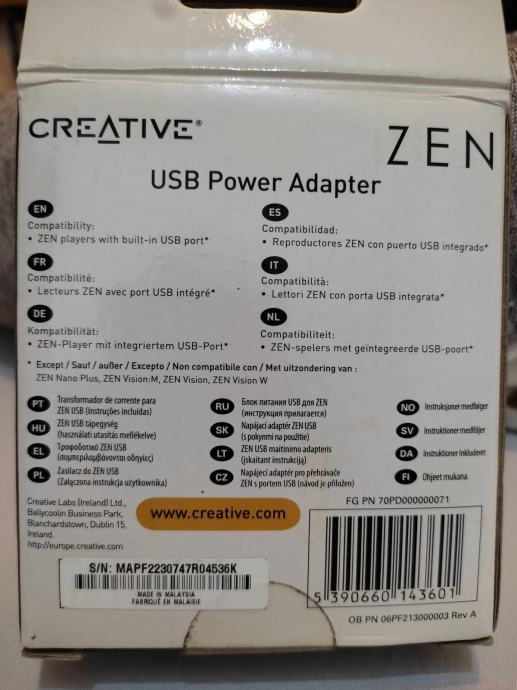 CREATIVE®
ZEN
USB Power Adapter
EN
Compatibility:
• ZEN players with built-in USB port*
ES
Compatibilidad:
• Reproductores ZEN con puerto USB integrado*
FR
Compatibilité:
• Lecteurs ZEN avec port USB intégré*
IT
Compatibilità:
• Lettori ZEN con porta USB integrata*
DE
Kompatibilität:
• ZEN-Player mit integriertem USB-Port*
NL
Compatibiliteit:
• ZEN-spelers met geïntegreerde USB-poort*
* Except / Sauf / außer / Excepto / Non compatibile con / Met uitzondering van :
ZEN Nano Plus, ZEN Vision:M, ZEN Vision, ZEN Vision W
PT
Transformador de corrente para
ZEN USB (instruções incluídas)
HU
ZEN USB tápegység
(használati utasítás mellékelve)
EL
Τροφοδοτικό ZEN USB
(συμπεριλαμβάνονται οδηγίες)
PL
Zasilacz do ZEN USB
(Załączona instrukcja użytkownika)
RU
Блок питания USB для ZEN
(инструкция прилагается)
SK
Napájací adaptér ZEN USB
(s pokynmi na použitie)
LT
ZEN USB maitinimo adapteris
(įskaitant instrukciją)
CZ
Napájecí adaptér pro přehrávače
ZEN s portem USB (návod je přiložen)
NO
Instruksjoner medfølger
SV
Instruktioner medföljer
DA
Instruktioner inkluderet
FI
Ohjeet mukana
Creative Labs (Ireland) Ltd.,
Ballycoolin Business Park,
Blanchardstown, Dublin 15,
Ireland.
http://europe.creative.com
www.creative.com
FG PN 70PD000000071
5 390660 143601
OB PN 06PF213000003 Rev A
S/N: MAPF2230747R04536K
MADE IN MALAYSIA
FABRIQUÉ EN MALAISIE